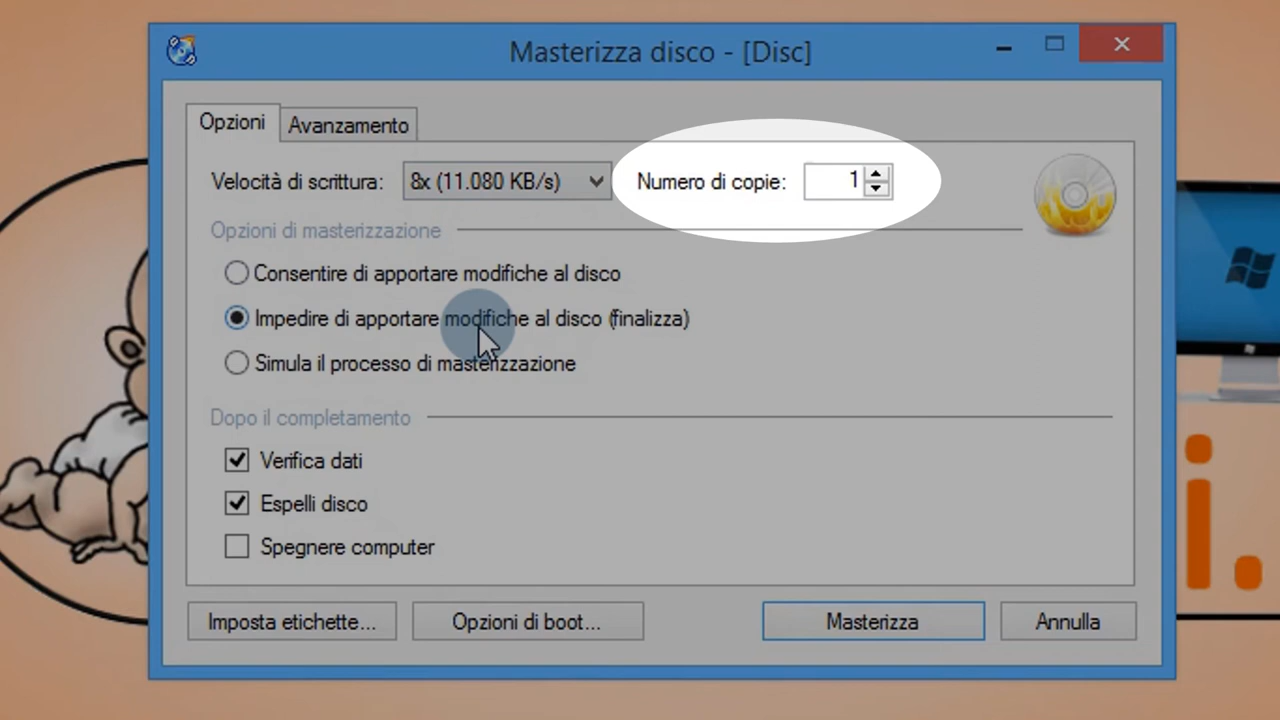 Masterizza disco - [Disc]
Opzioni
Avanzamento
Velocità di scrittura: 8x (11.080 KB/s) Numero di copie: 1
Opzioni di masterizzazione
Consentire di apportare modifiche al disco
Impedire di apportare modifiche al disco (finalizza)
Simula il processo di masterizzazione
Dopo il completamento
Verifica dati
Espelli disco
Spegnere computer
Imposta etichette... Opzioni di boot... Masterizza Annulla
i.